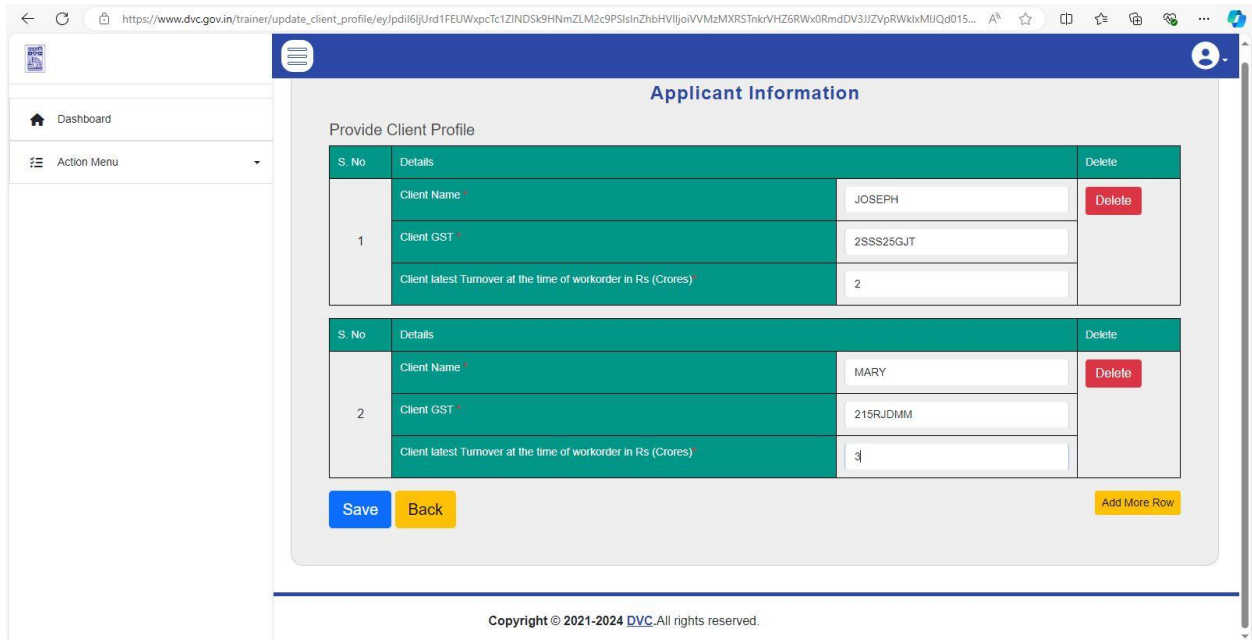 https://www.dvc.gov.in/trainer/update_client_profile/
Applicant Information
Dashboard
Action Menu
Provide Client Profile
S. No Details Delete
Client Name * JOSEPH Delete
1 Client GST * 2SSS25GJT
Client latest Turnover at the time of workorder in Rs (Crores)* 2
S. No Details Delete
Client Name * MARY Delete
2 Client GST * 215RJDMM
Client latest Turnover at the time of workorder in Rs (Crores)* 3
Save Back Add More Row
Copyright © 2021-2024 DVC.All rights reserved.